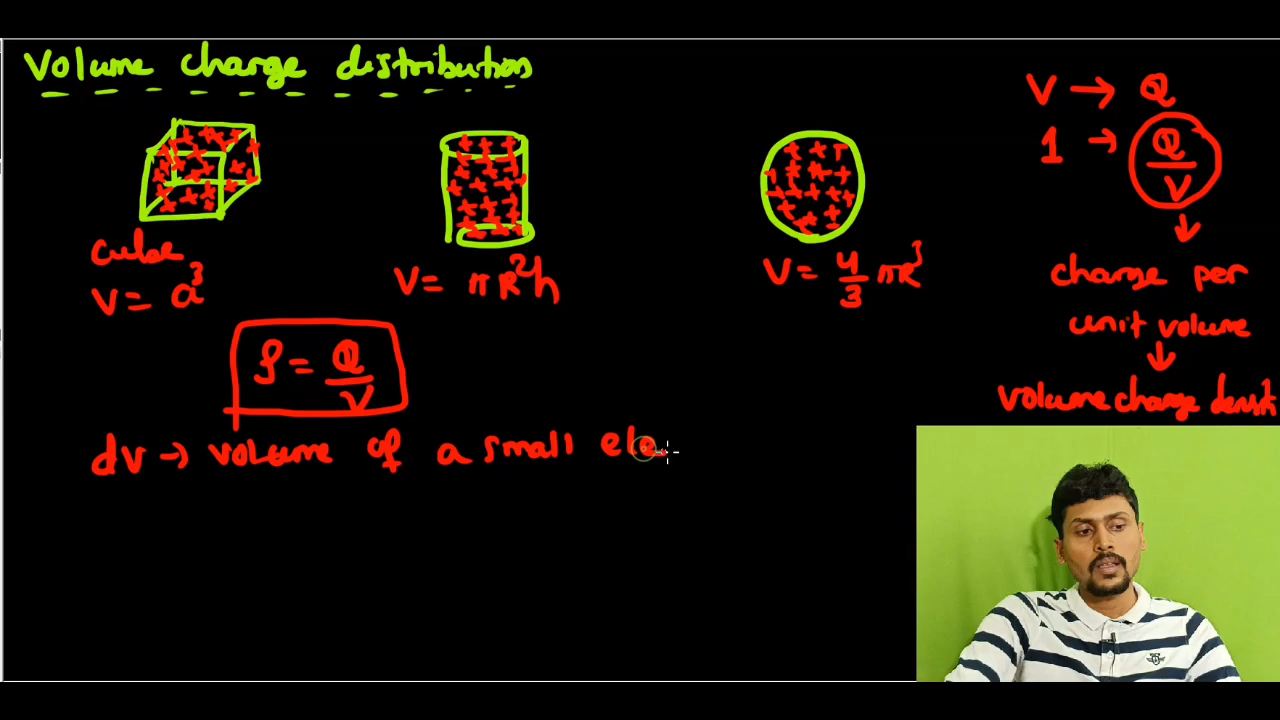 Volume charge distribution
V → Q
1 → Q/V
charge per
unit volume
volume charge densit
cube
V = a³
V = πR²h
V = 4/3 πR³
ρ = Q/V
dv → volume of a small ele